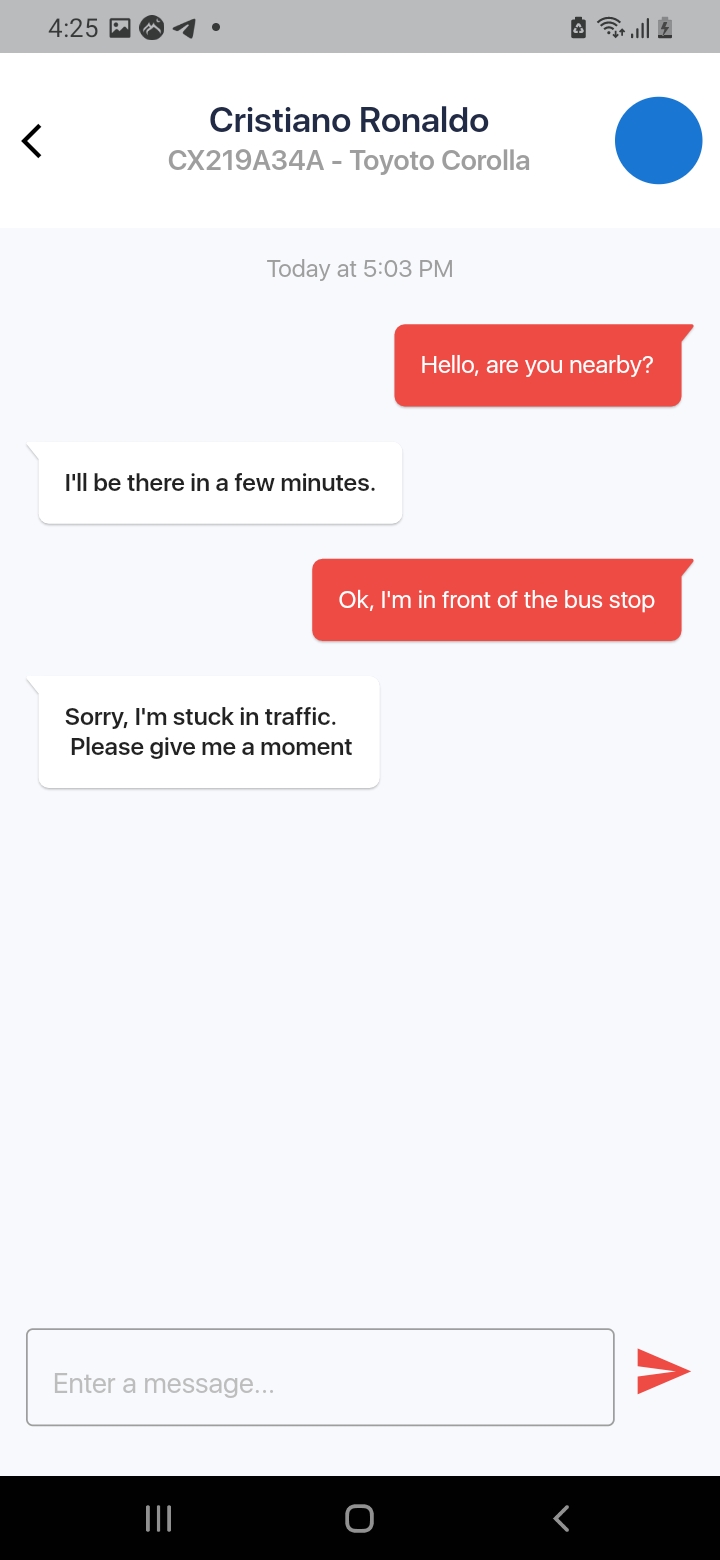 4:25
Cristiano Ronaldo
CX219A34A - Toyoto Corolla
Today at 5:03 PM
Hello, are you nearby?
I'll be there in a few minutes.
Ok, I'm in front of the bus stop
Sorry, I'm stuck in traffic.
Please give me a moment
Enter a message...